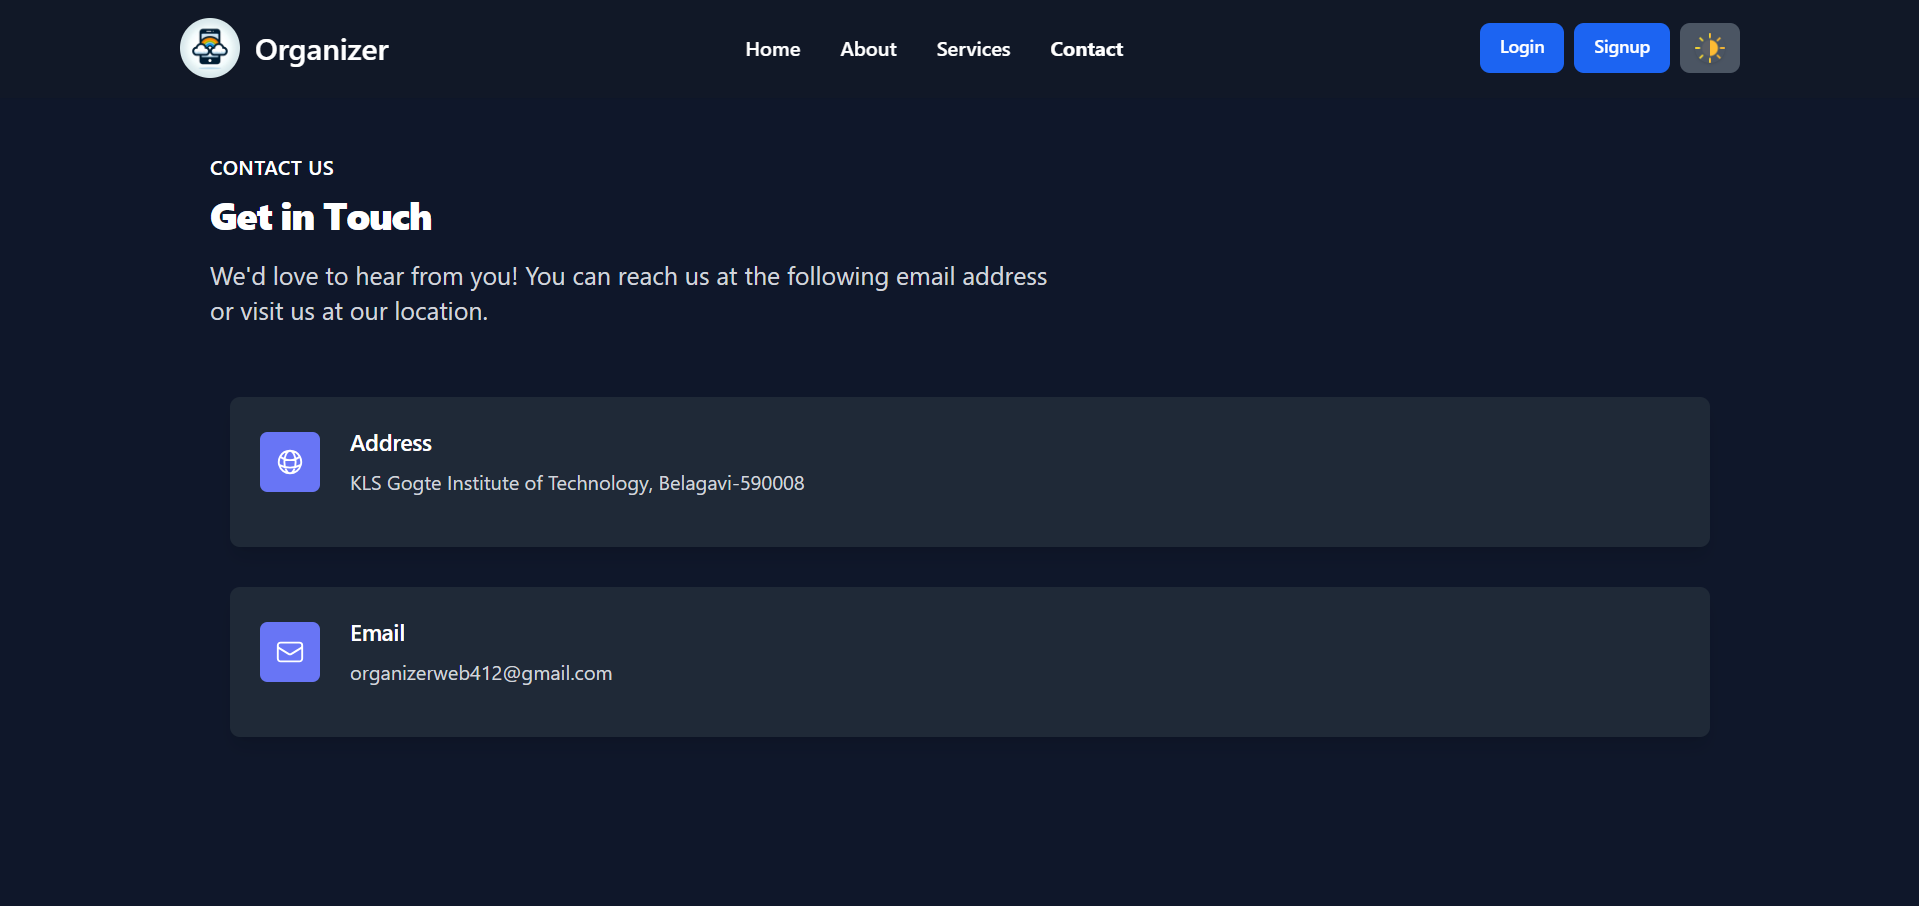 Organizer
Home
About
Services
Contact
Login
Signup
CONTACT US
Get in Touch
We'd love to hear from you! You can reach us at the following email address
or visit us at our location.
Address
KLS Gogte Institute of Technology, Belagavi-590008
Email
organizerweb412@gmail.com